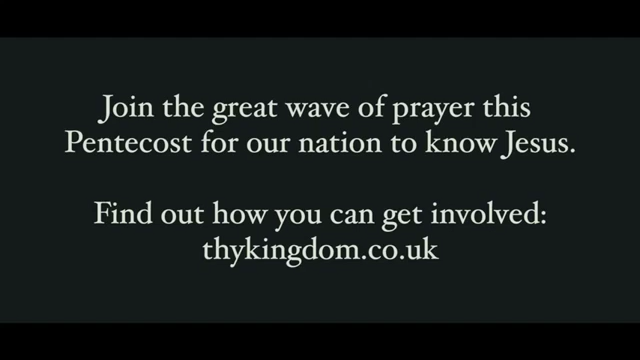 Join the great wave of prayer this
Pentecost for our nation to know Jesus.
Find out how you can get involved:
thykingdom.co.uk